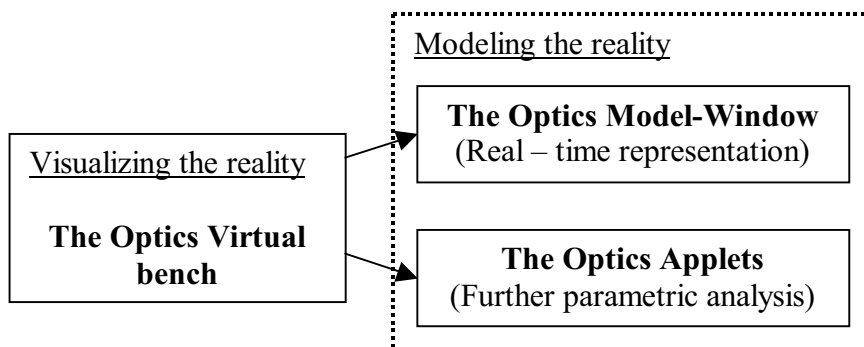 Modeling the reality
The Optics Model-Window
(Real – time representation)
Visualizing the reality
The Optics Virtual
bench
The Optics Applets
(Further parametric analysis)